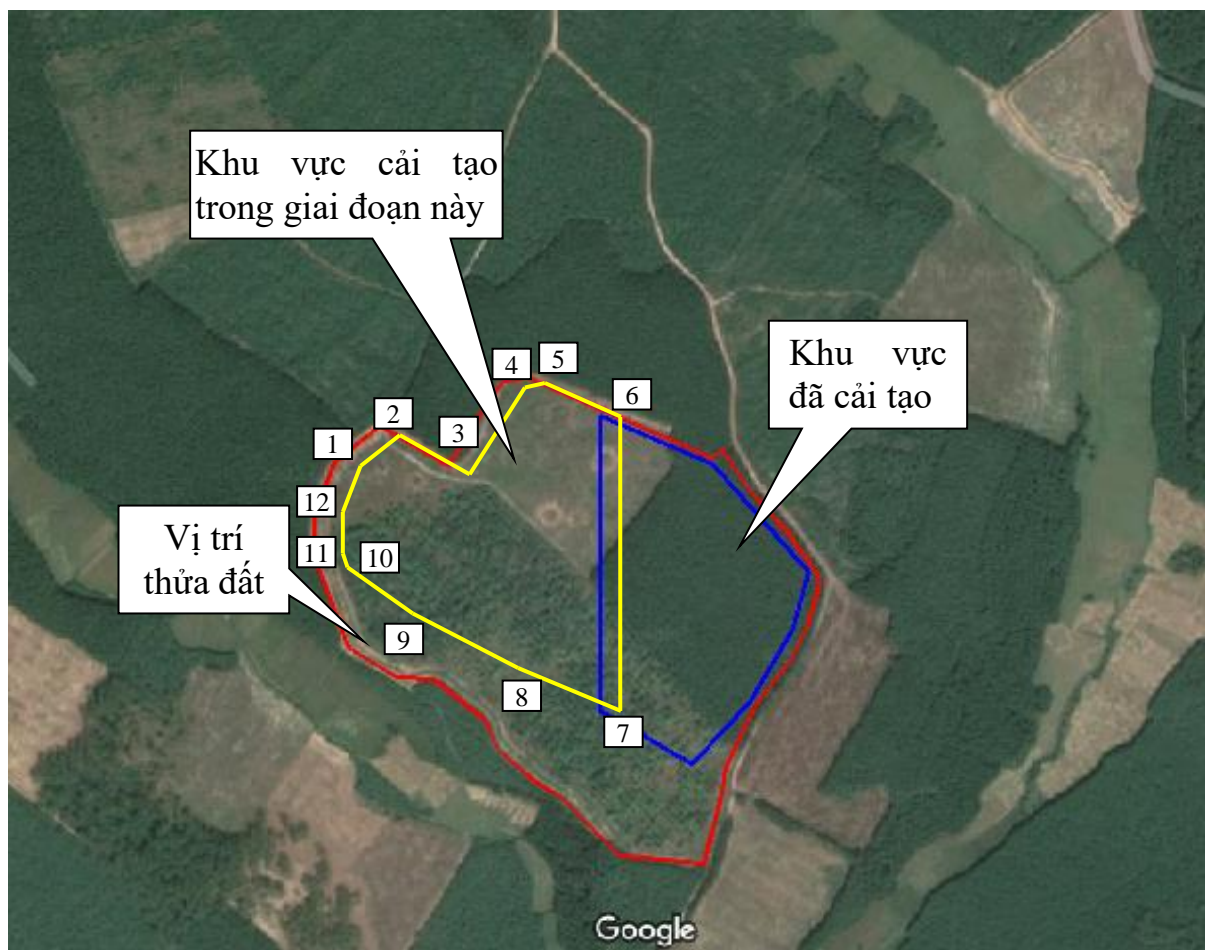 Khu vực cải tạo
trong giai đoạn này
Khu vực
đã cải tạo
4
5
6
2
3
1
12
11
10
Vị trí
thửa đất
9
8
7
Google